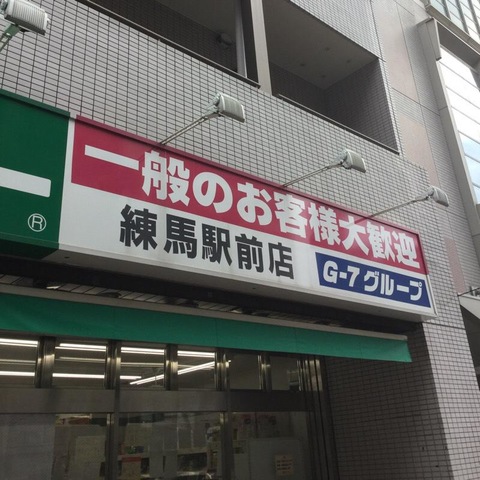 ー
®
一般のお客様大歓迎
練馬駅前店
G-7 グループ